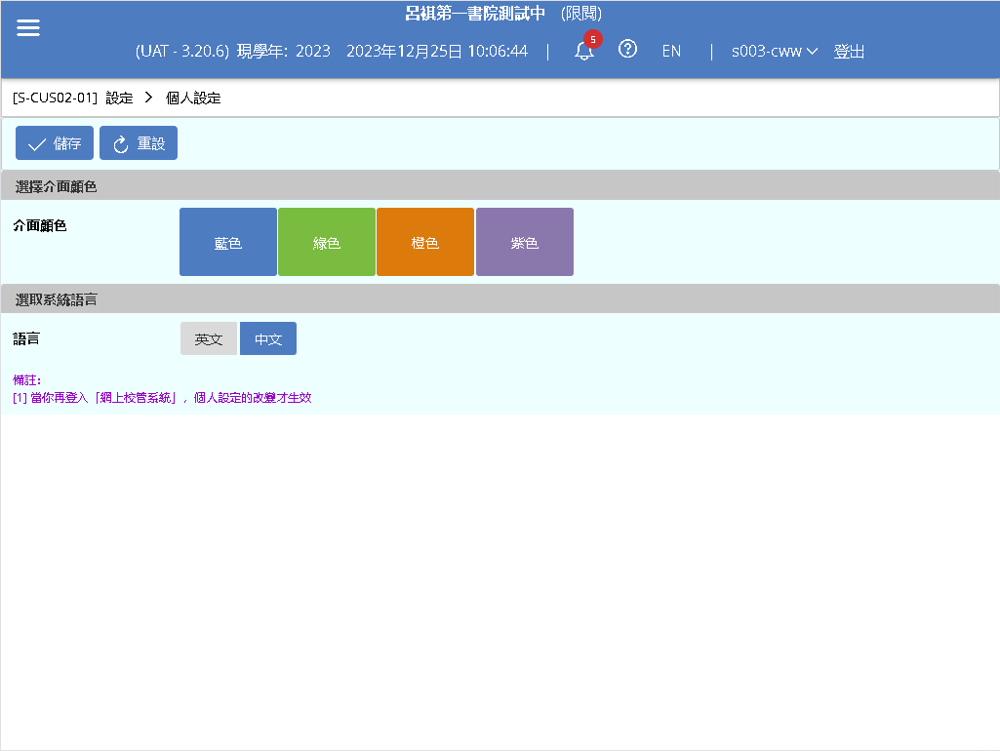 呂祺第一書院測試中 (限閱)
(UAT - 3.20.6) 現學年: 2023 2023年12月25日 10:06:44 | 5 EN | s003-cww 登出
[S-CUS02-01] 設定 > 個人設定
儲存 重設
選擇介面顏色
介面顏色 藍色 綠色 橙色 紫色
選取系統語言
語言 英文 中文
備註:
[1] 當你再登入「網上校管系統」, 個人設定的改變才生效